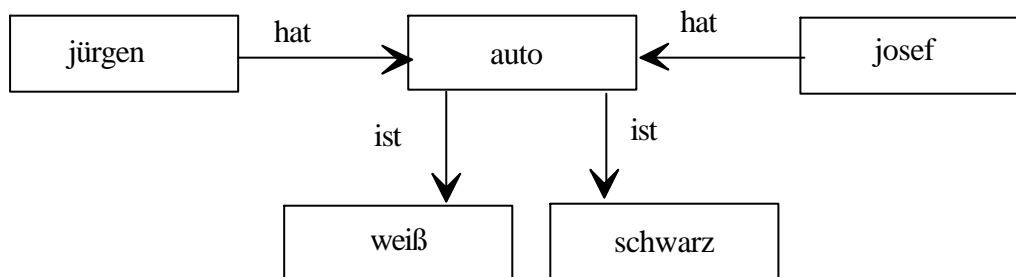 jürgen
hat
auto
hat
josef
ist
ist
weiß
schwarz